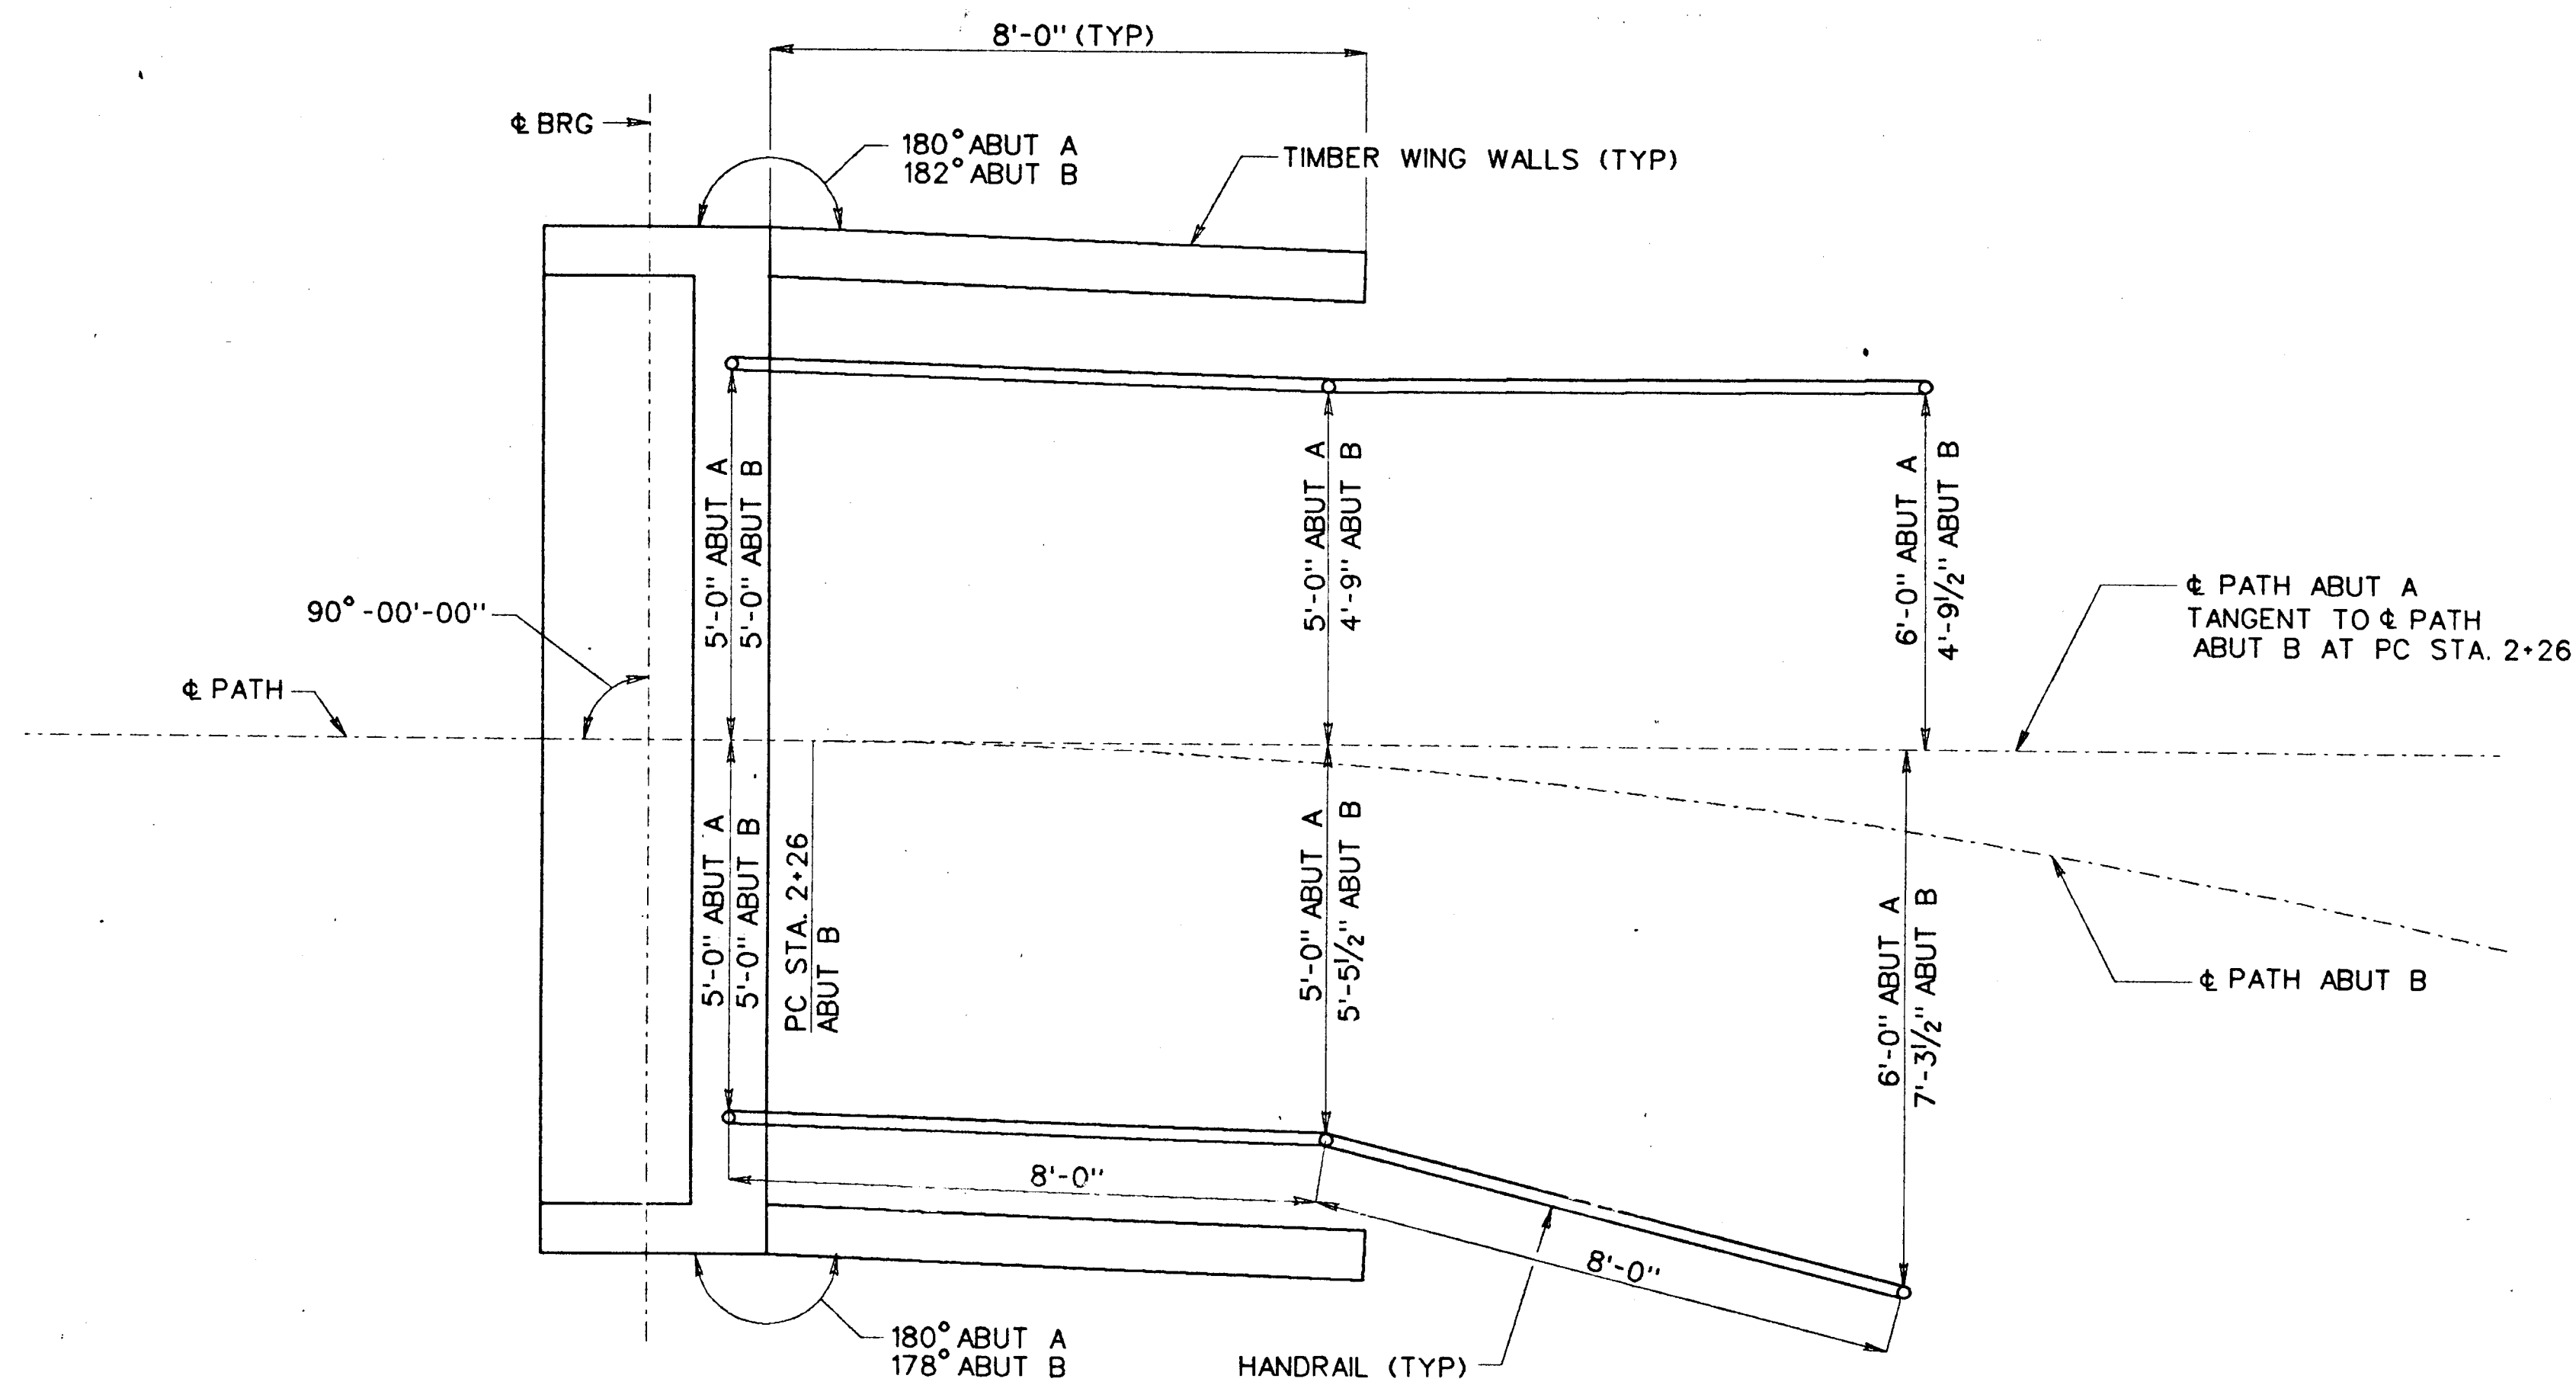 8'-0" (TYP)
℄ BRG
180° ABUT A
182° ABUT B
TIMBER WING WALLS (TYP)
5'-0" ABUT A
5'-0" ABUT B
5'-0" ABUT A
4'-9" ABUT B
6'-0" ABUT A
4'-9½" ABUT B
90°-00'-00"
℄ PATH
℄ PATH ABUT A
TANGENT TO ℄ PATH
ABUT B AT PC STA. 2+26
5'-0" ABUT A
5'-0" ABUT B
PC STA. 2+26
ABUT B
5'-0" ABUT A
5'-5½" ABUT B
6'-0" ABUT A
7'-3½" ABUT B
℄ PATH ABUT B
8'-0"
8'-0"
180° ABUT A
178° ABUT B
HANDRAIL (TYP)